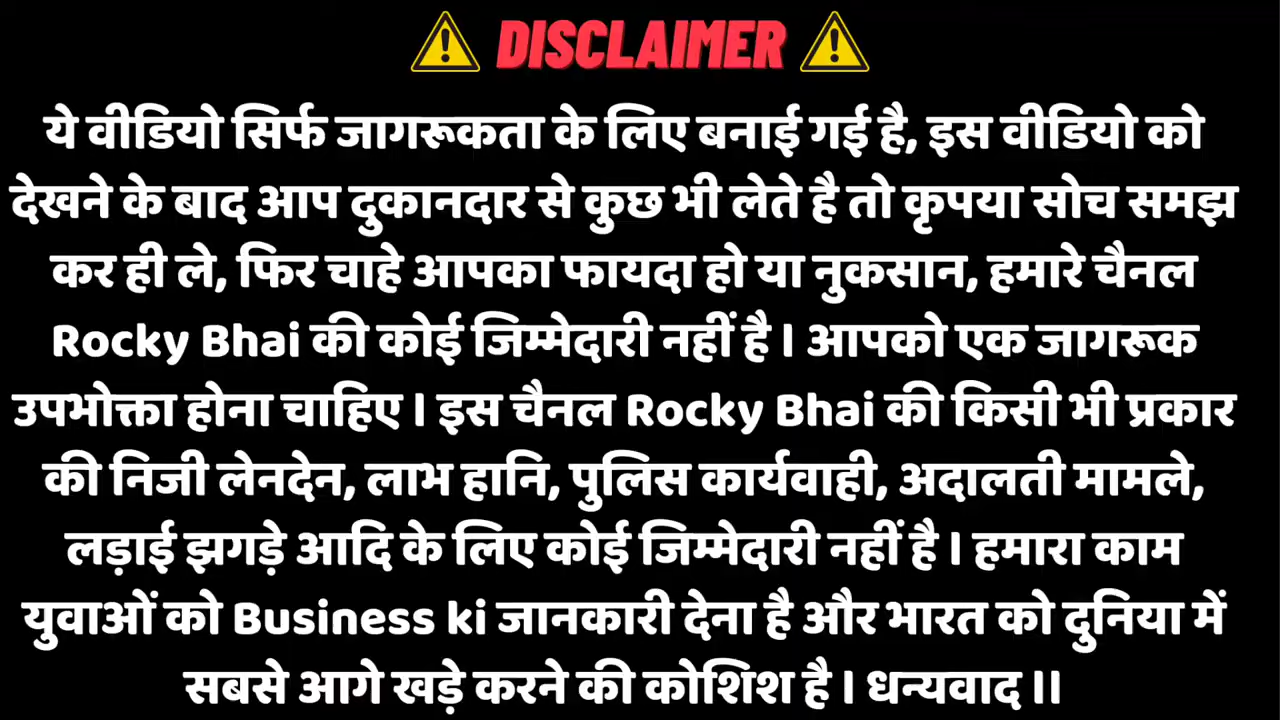 DISCLAIMER
ये वीडियो सिर्फ जागरूकता के लिए बनाई गई है, इस वीडियो को
देखने के बाद आप दुकानदार से कुछ भी लेते है तो कृपया सोच समझ
कर ही ले, फिर चाहे आपका फायदा हो या नुकसान, हमारे चैनल
Rocky Bhai की कोई जिम्मेदारी नहीं है । आपको एक जागरूक
उपभोक्ता होना चाहिए । इस चैनल Rocky Bhai की किसी भी प्रकार
की निजी लेनदेन, लाभ हानि, पुलिस कार्यवाही, अदालती मामले,
लड़ाई झगड़े आदि के लिए कोई जिम्मेदारी नहीं है । हमारा काम
युवाओं को Business ki जानकारी देना है और भारत को दुनिया में
सबसे आगे खड़े करने की कोशिश है । धन्यवाद ॥